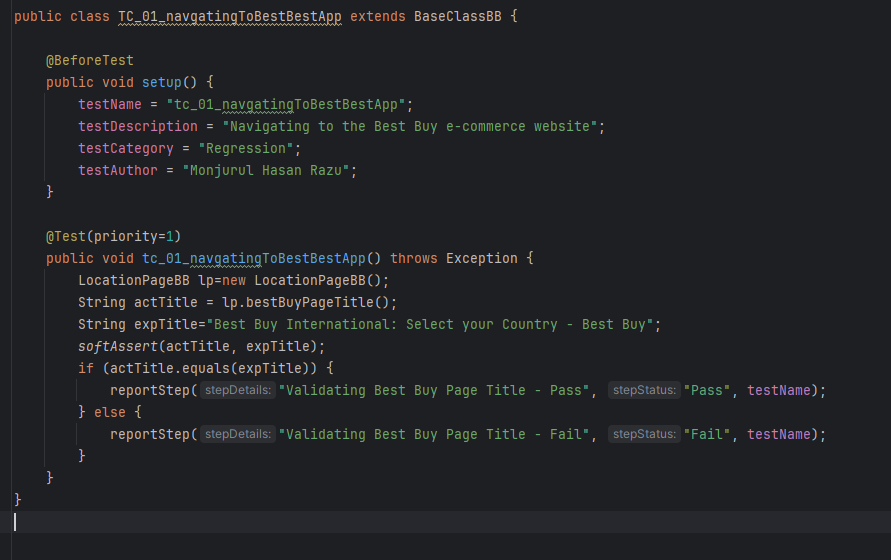 public class TC_01_navgatingToBestBestApp extends BaseClassBB {
@BeforeTest
public void setup() {
testName = "tc_01_navgatingToBestBestApp";
testDescription = "Navigating to the Best Buy e-commerce website";
testCategory = "Regression";
testAuthor = "Monjurul Hasan Razu";
}
@Test(priority=1)
public void tc_01_navgatingToBestBestApp() throws Exception {
LocationPageBB lp=new LocationPageBB();
String actTitle = lp.bestBuyPageTitle();
String expTitle="Best Buy International: Select your Country - Best Buy";
softAssert(actTitle, expTitle);
if (actTitle.equals(expTitle)) {
reportStep( stepDetails: "Validating Best Buy Page Title - Pass", stepStatus: "Pass", testName);
} else {
reportStep( stepDetails: "Validating Best Buy Page Title - Fail", stepStatus: "Fail", testName);
}
}
}